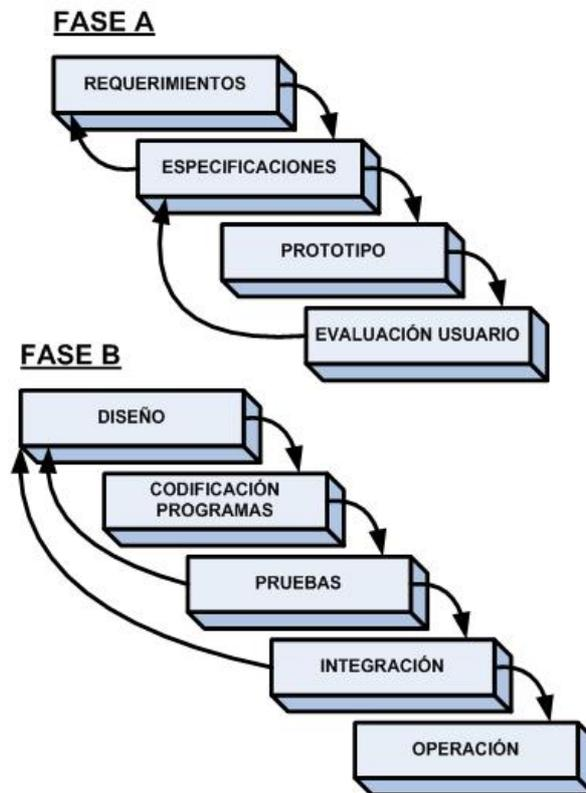 FASE A
REQUERIMIENTOS
ESPECIFICACIONES
PROTOTIPO
EVALUACIÓN USUARIO
FASE B
DISEÑO
CODIFICACIÓN
PROGRAMAS
PRUEBAS
INTEGRACIÓN
OPERACIÓN